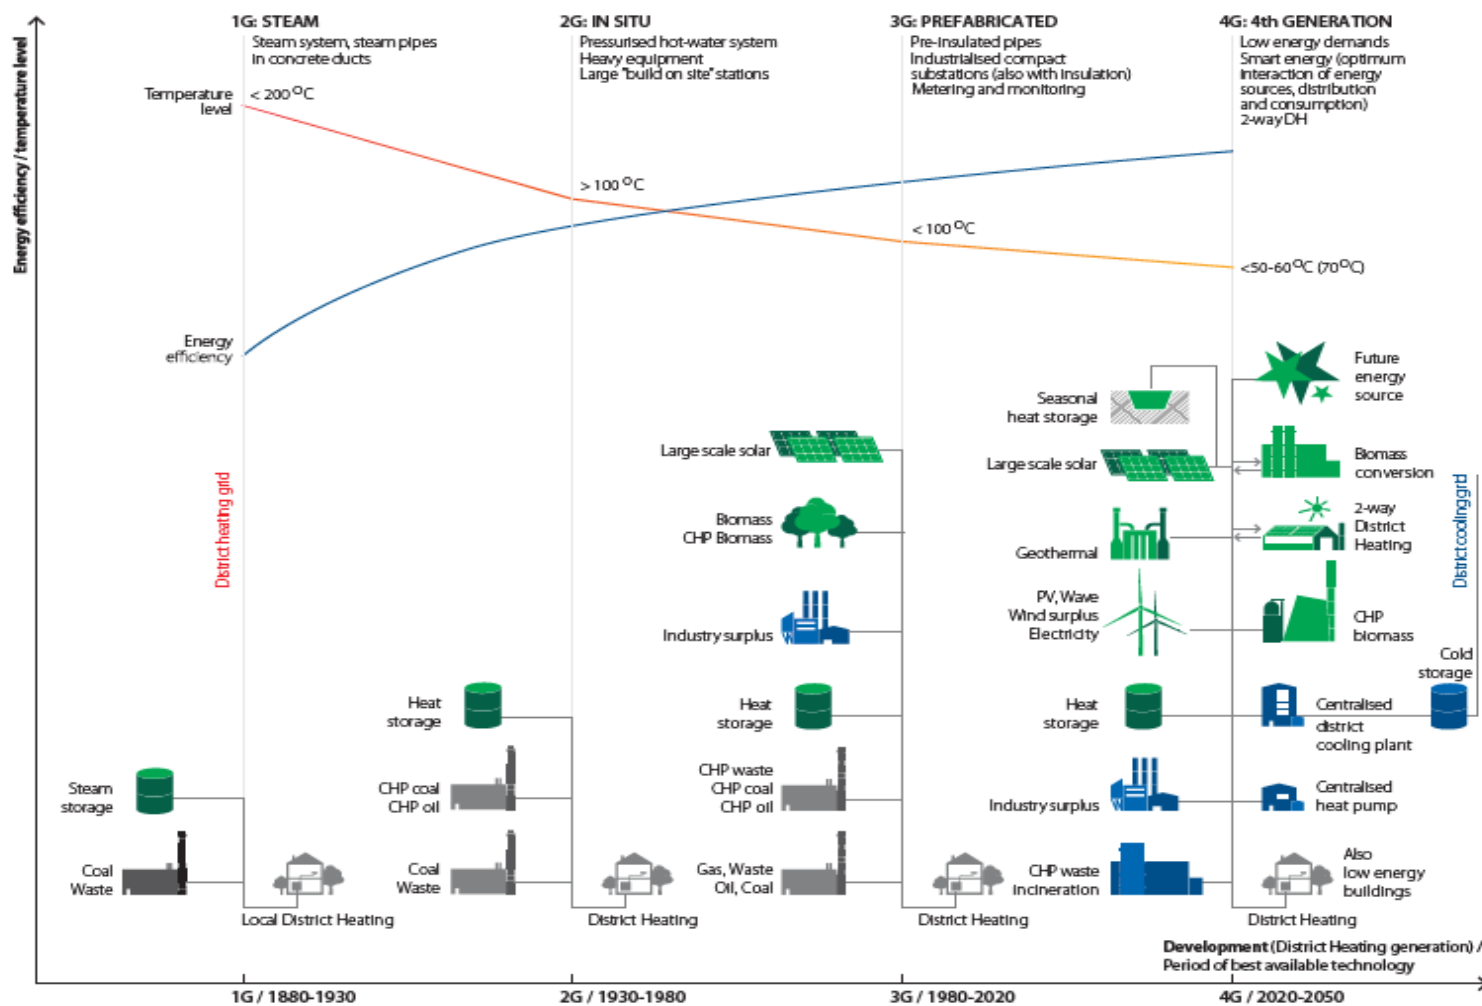 1G: STEAM
Steam system, steam pipes
in concrete ducts
2G: IN SITU
Pressurised hot-water system
Heavy equipment
Large "build on site" stations
3G: PREFABRICATED
Pre-insulated pipes
Industrialised compact
substations (also with insulation)
Metering and monitoring
4G: 4th GENERATION
Low energy demands
Smart energy (optimum
interaction of energy
sources, distribution
and consumption)
2-way DH
Energy efficiency / temperature level
Temperature
level
< 200 °C
> 100 °C
< 100 °C
<50-60°C (70°C)
Energy
efficiency
District heating grid
Steam
storage
Coal
Waste
Local District Heating
Heat
storage
CHP coal
CHP oil
Coal
Waste
District Heating
Large scale solar
Biomass
CHP Biomass
Industry surplus
Heat
storage
CHP waste
CHP coal
CHP oil
Gas, Waste
Oil, Coal
District Heating
Seasonal
heat storage
Large scale solar
Geothermal
PV, Wave
Wind surplus
Electricity
Heat
storage
Industry surplus
CHP waste
incineration
Future
energy
source
Biomass
conversion
2-way
District
Heating
CHP
biomass
Centralised
district
cooling plant
Centralised
heat pump
Also
low energy
buildings
District Heating
Cold
storage
District cooling grid
Development (District Heating generation) /
Period of best available technology
1G / 1880-1930
2G / 1930-1980
3G / 1980-2020
4G / 2020-2050